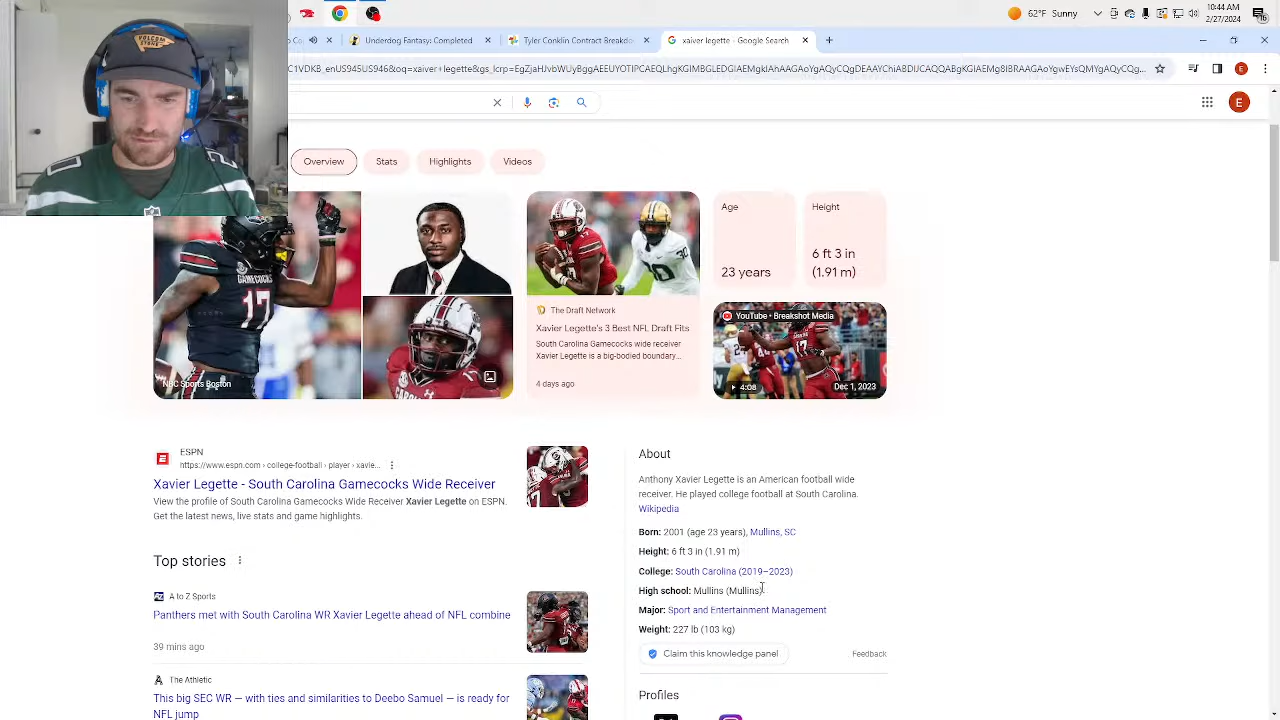 10:44 AM
2/27/2024
62°F Sunny
Underdog Fantasy: Completed
Tyler Conklin Contract Breakdo
xaiver legette - Google Search
VOLCOM
STONE
Overview
Stats
Highlights
Videos
GAMECOCKS
17
NBC Sports Boston
The Draft Network
Xavier Legette's 3 Best NFL Draft Fits
South Carolina Gamecocks wide receiver
Xavier Legette is a big-bodied boundary...
4 days ago
Age
23 years
Height
6 ft 3 in
(1.91 m)
YouTube • Breakshot Media
4:08
Dec 1, 2023
ESPN
https://www.espn.com › college-football › player › xavie...
Xavier Legette - South Carolina Gamecocks Wide Receiver
View the profile of South Carolina Gamecocks Wide Receiver Xavier Legette on ESPN.
Get the latest news, live stats and game highlights.
Top stories
A to Z Sports
Panthers met with South Carolina WR Xavier Legette ahead of NFL combine
39 mins ago
The Athletic
This big SEC WR — with ties and similarities to Deebo Samuel — is ready for
NFL jump
About
Anthony Xavier Legette is an American football wide
receiver. He played college football at South Carolina.
Wikipedia
Born: 2001 (age 23 years), Mullins, SC
Height: 6 ft 3 in (1.91 m)
College: South Carolina (2019–2023)
High school: Mullins (Mullins)
Major: Sport and Entertainment Management
Weight: 227 lb (103 kg)
Claim this knowledge panel
Feedback
Profiles